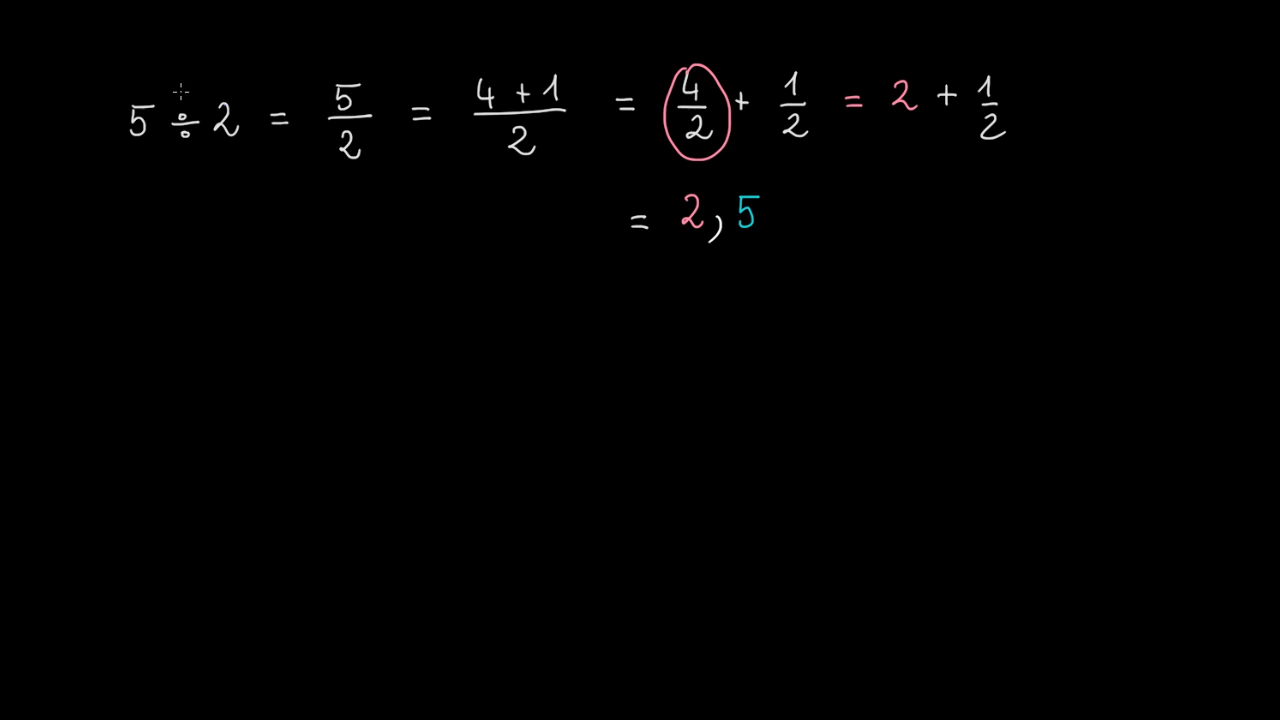 5 ÷ 2 = 5/2 = (4 + 1)/2 = 4/2 + 1/2 = 2 + 1/2
= 2,5